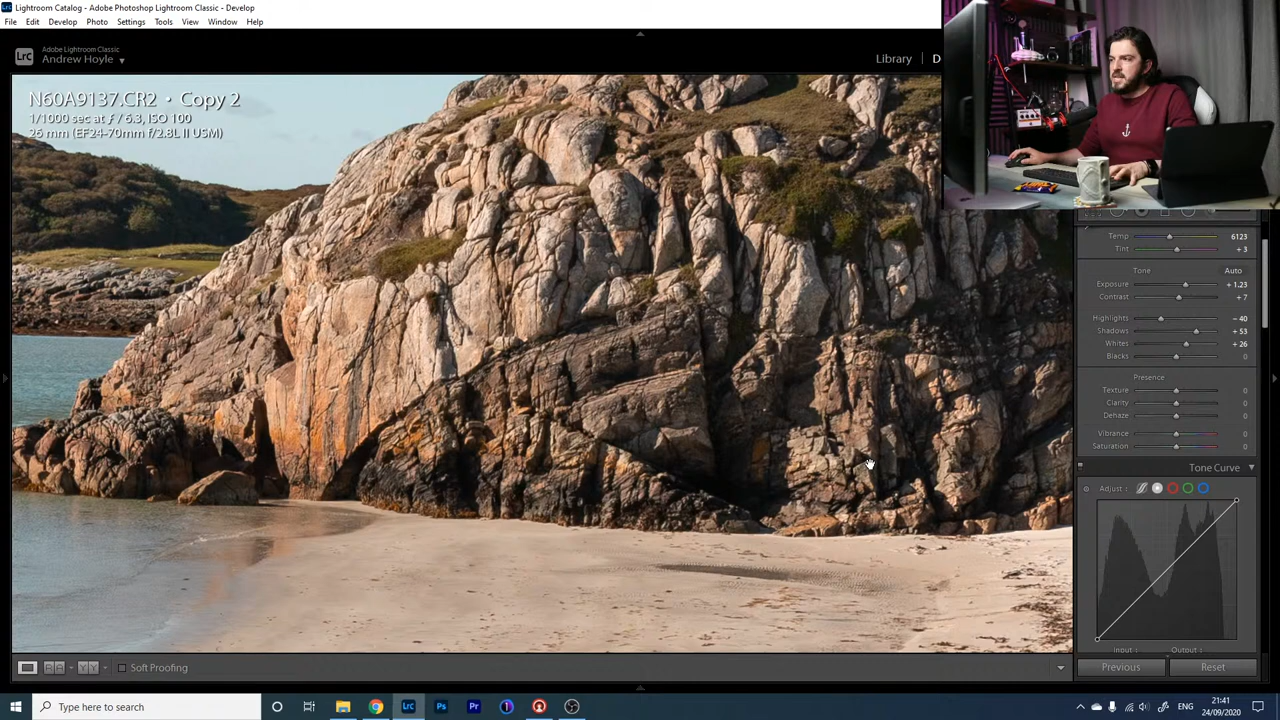 Lightroom Catalog - Adobe Photoshop Lightroom Classic - Develop
File Edit Develop Photo Settings Tools View Window Help
Lrc Adobe Lightroom Classic
Andrew Hoyle
Library D
N60A9137.CR2 • Copy 2
1/1000 sec at ƒ / 6.3, ISO 100
26 mm (EF24-70mm f/2.8L II USM)
Temp 6123
Tint + 3
Tone Auto
Exposure + 1.23
Contrast + 7
Highlights − 40
Shadows + 53
Whites + 26
Blacks 0
Presence
Texture 0
Clarity 0
Dehaze 0
Vibrance 0
Saturation 0
Tone Curve
Adjust :
Input : Output :
Previous Reset
Soft Proofing
Type here to search
Lrc Ps Pr
ENG
21:41
24/09/2020